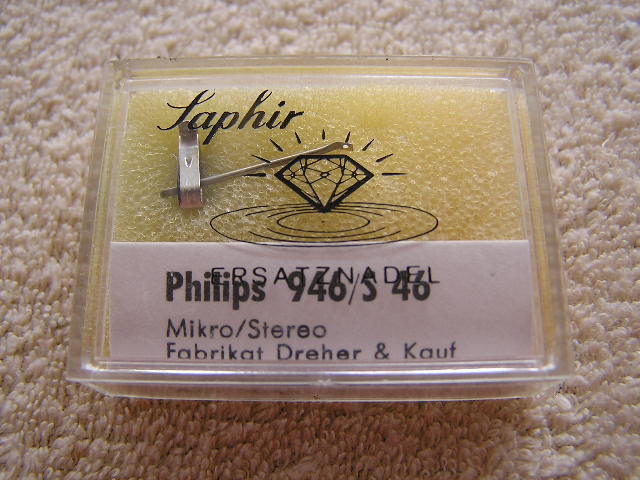 Saphir
ERSATZNADEL
Philips 946/S 46
Mikro/Stereo
Fabrikat Dreher & Kauf